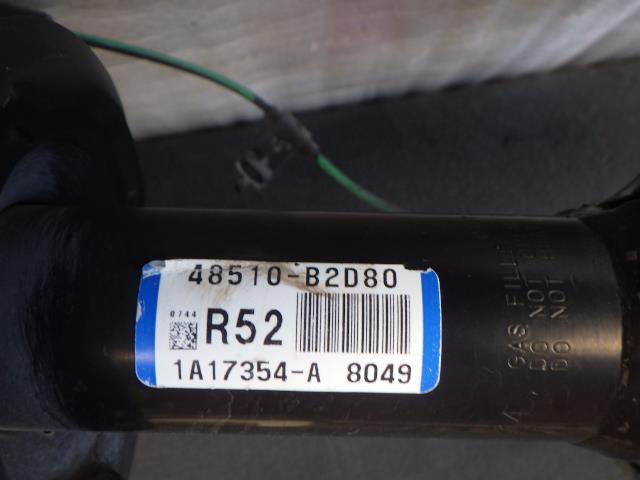 48510-B2D80
0744
R52
1A17354-A 8049
GAS FILL
DO NOT
DO NOT